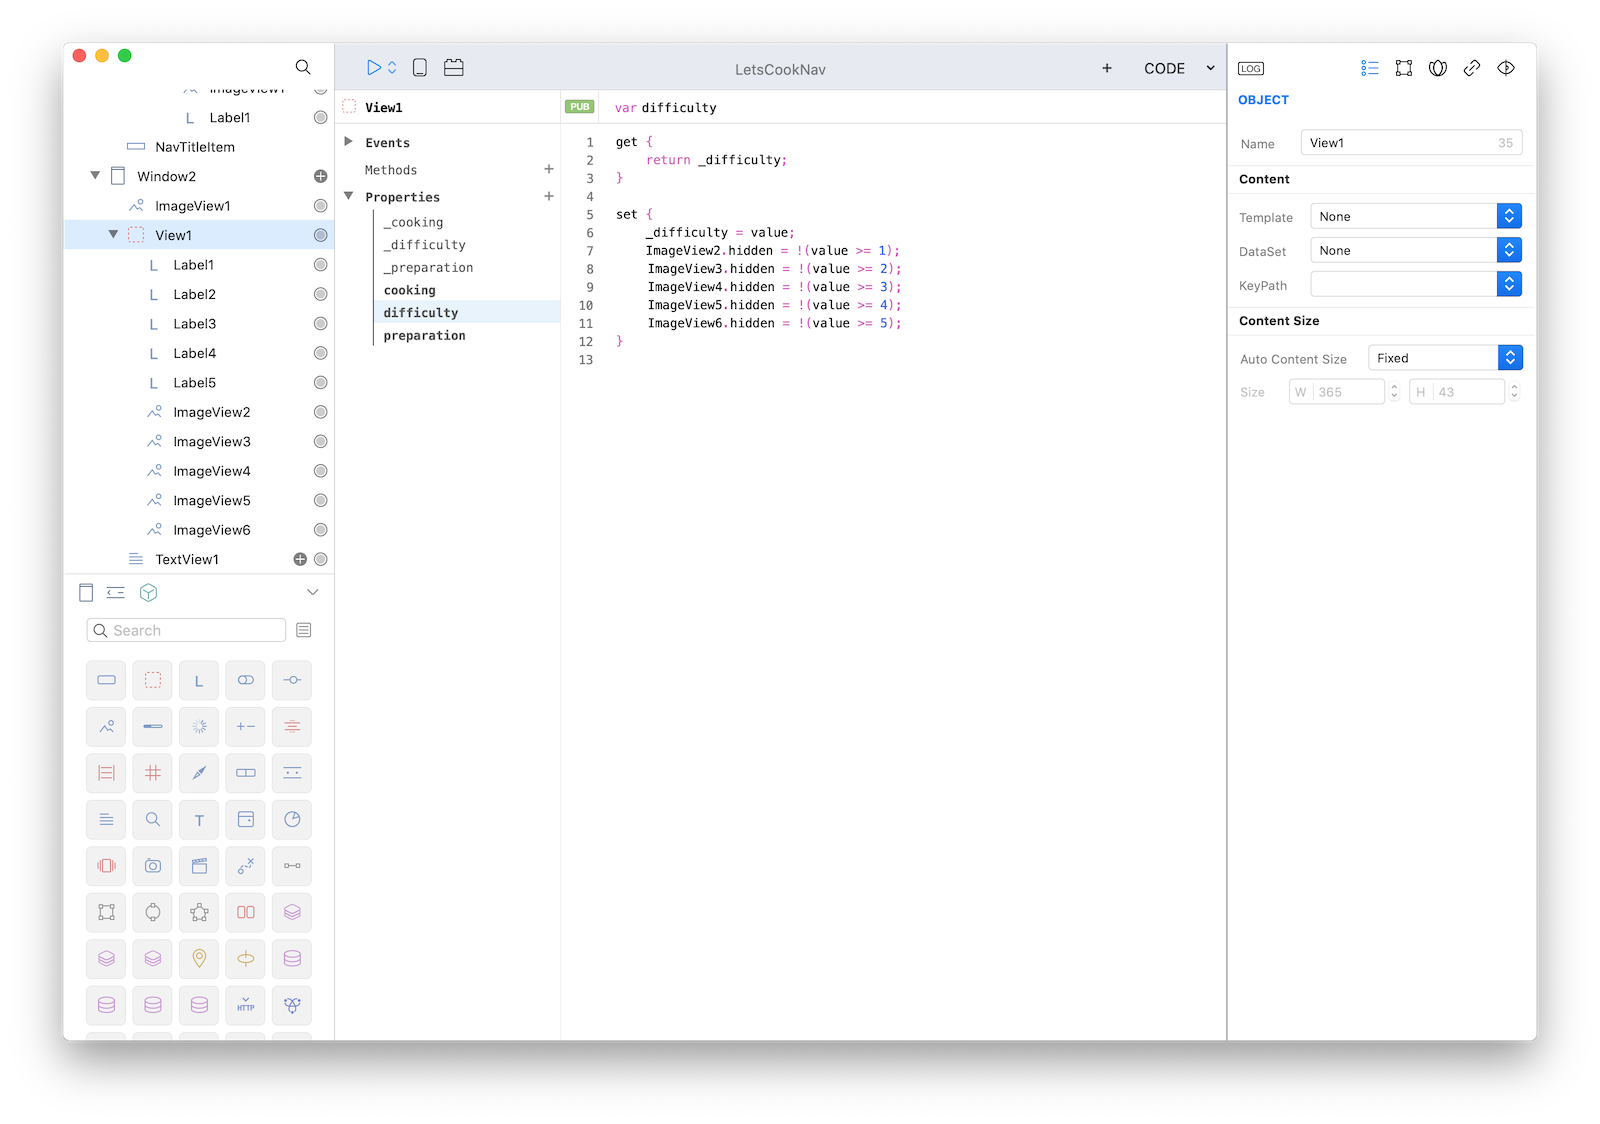 ImageView1
L Label1
NavTitleItem
Window2
ImageView1
View1
L Label1
L Label2
L Label3
L Label4
L Label5
ImageView2
ImageView3
ImageView4
ImageView5
ImageView6
TextView1
Search
L
T
HTTP
LetsCookNav
+ CODE
View1
Events
Methods +
Properties +
_cooking
_difficulty
_preparation
cooking
difficulty
preparation
PUB var difficulty
1 get {
2 return _difficulty;
3 }
4
5 set {
6 _difficulty = value;
7 ImageView2.hidden = !(value >= 1);
8 ImageView3.hidden = !(value >= 2);
9 ImageView4.hidden = !(value >= 3);
10 ImageView5.hidden = !(value >= 4);
11 ImageView6.hidden = !(value >= 5);
12 }
13
LOG
OBJECT
Name View1 35
Content
Template None
DataSet None
KeyPath
Content Size
Auto Content Size Fixed
Size W 365 H 43